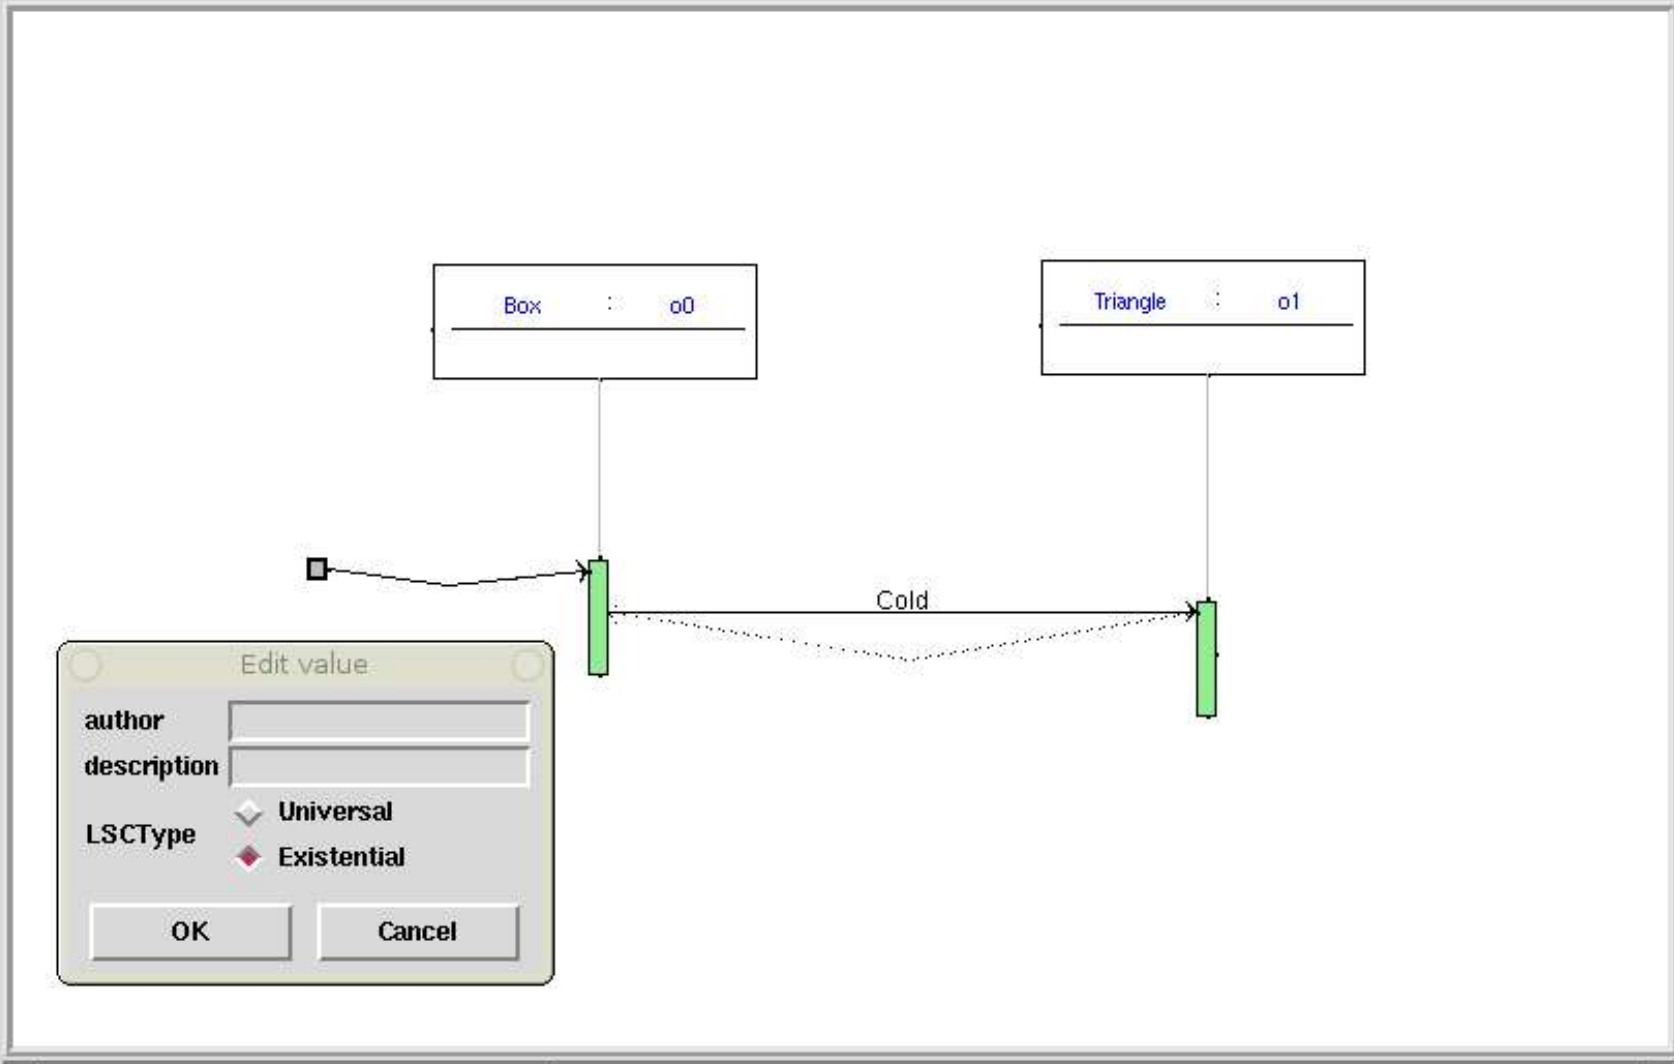 Box : o0
Triangle : o1
Cold
Edit value
author
description
LSCType
Universal
Existential
OK
Cancel